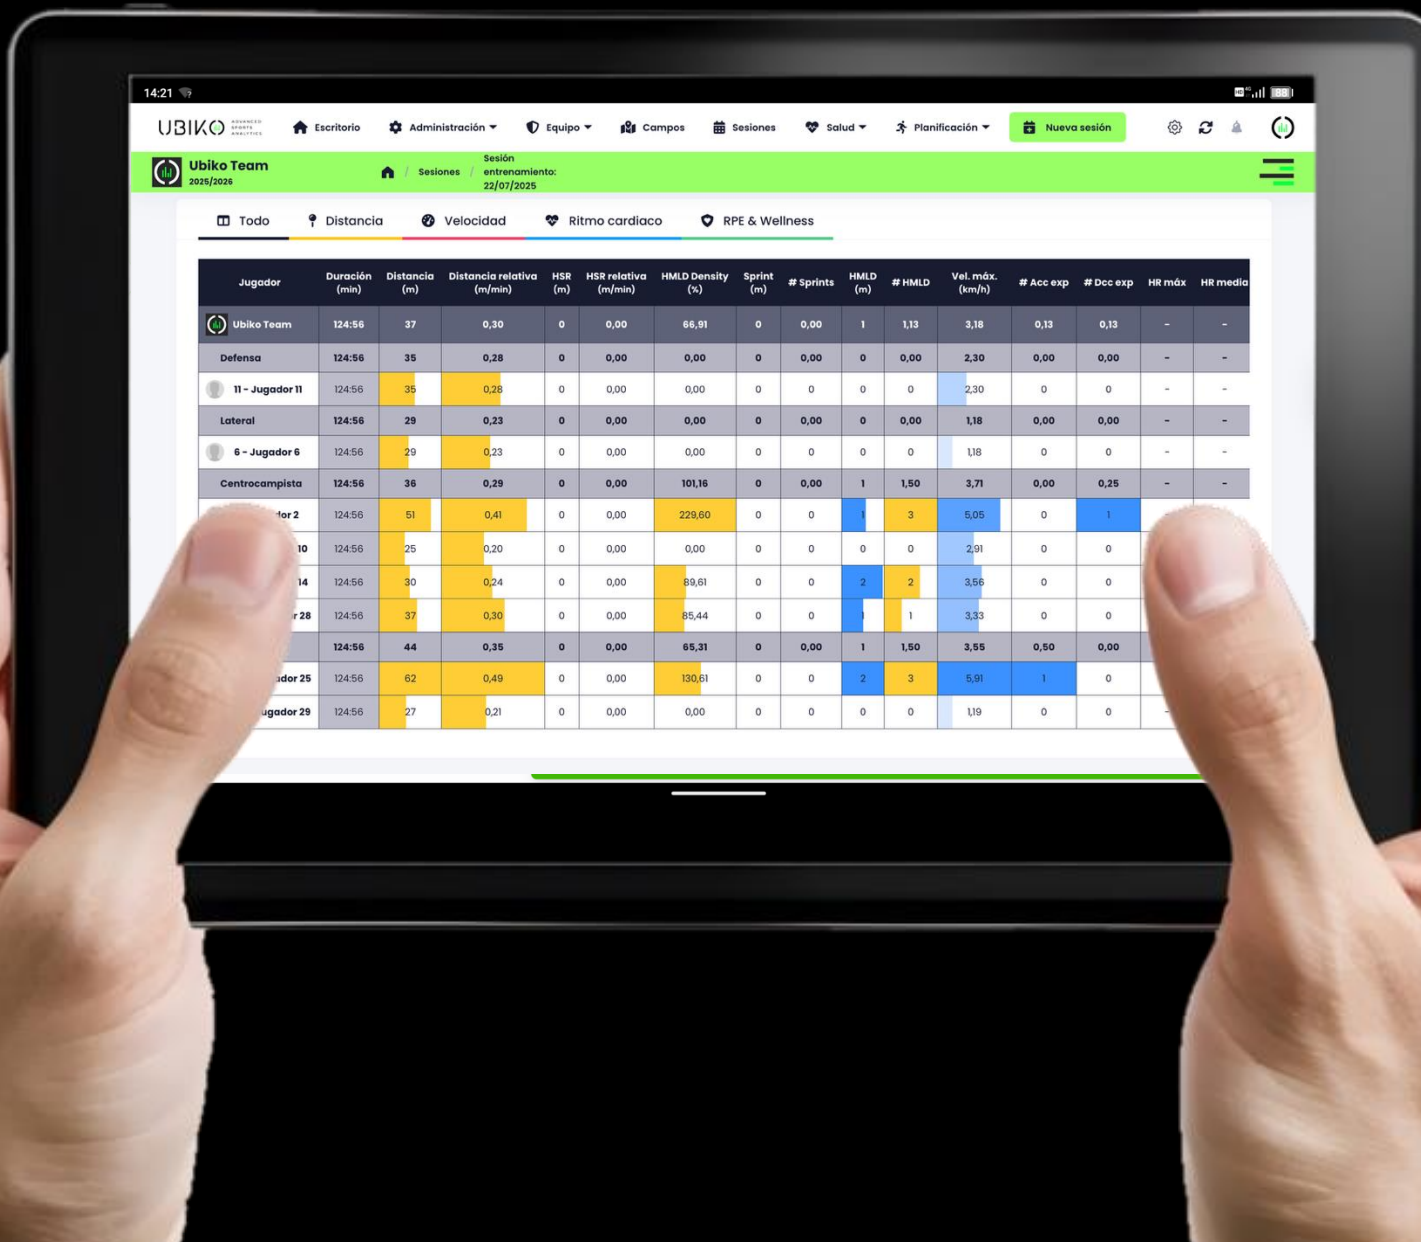 14:21
HD 4G 88
UBIKO ADVANCED SPORTS ANALYTICS
Escritorio Administración Equipo Campos Sesiones Salud Planificación Nueva sesión
Ubiko Team
2025/2026
/ Sesiones / Sesión entrenamiento: 22/07/2025
Todo Distancia Velocidad Ritmo cardiaco RPE & Wellness
Jugador Duración (min) Distancia (m) Distancia relativa (m/min) HSR (m) HSR relativa (m/min) HMLD Density (%) Sprint (m) # Sprints HMLD (m) # HMLD Vel. máx. (km/h) # Acc exp # Dcc exp HR máx HR media
Ubiko Team 124:56 37 0,30 0 0,00 66,91 0 0,00 1 1,13 3,18 0,13 0,13 - -
Defensa 124:56 35 0,28 0 0,00 0,00 0 0,00 0 0,00 2,30 0,00 0,00 - -
11 - Jugador 11 124:56 35 0,28 0 0,00 0,00 0 0 0 0 2,30 0 0 - -
Lateral 124:56 29 0,23 0 0,00 0,00 0 0,00 0 0,00 1,18 0,00 0,00 - -
6 - Jugador 6 124:56 29 0,23 0 0,00 0,00 0 0 0 0 1,18 0 0 - -
Centrocampista 124:56 36 0,29 0 0,00 101,16 0 0,00 1 1,50 3,71 0,00 0,25 - -
dor 2 124:56 51 0,41 0 0,00 229,60 0 0 1 3 5,05 0 1 -
10 124:56 25 0,20 0 0,00 0,00 0 0 0 0 2,91 0 0
14 124:56 30 0,24 0 0,00 89,61 0 0 2 2 3,56 0 0
r 28 124:56 37 0,30 0 0,00 85,44 0 0 1 1 3,33 0 0
124:56 44 0,35 0 0,00 65,31 0 0,00 1 1,50 3,55 0,50 0,00
ador 25 124:56 62 0,49 0 0,00 130,61 0 0 2 3 5,91 1 0
ugador 29 124:56 27 0,21 0 0,00 0,00 0 0 0 0 1,19 0 0 -